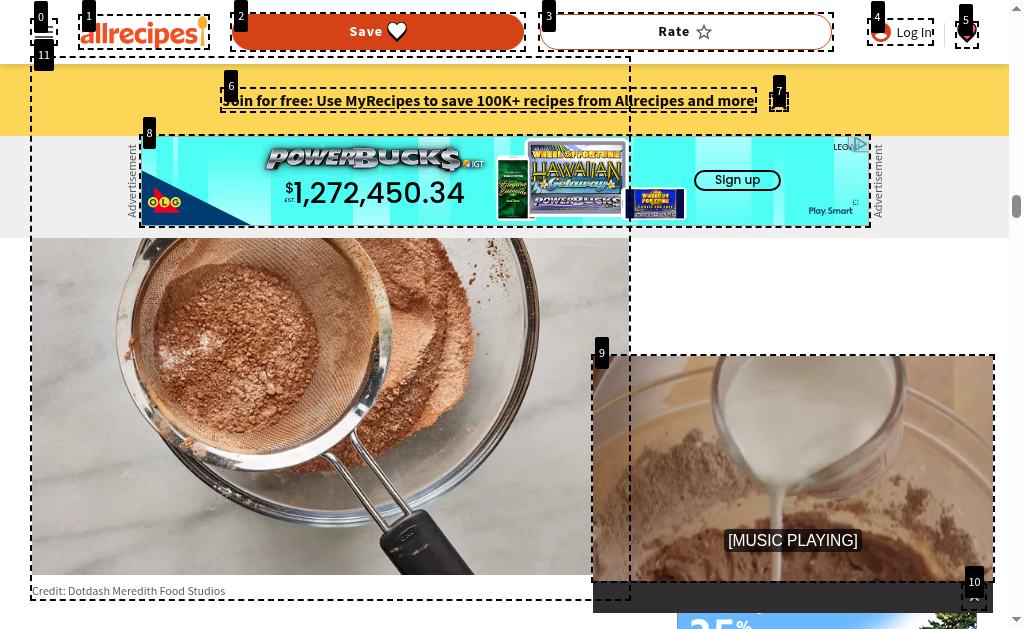 0
1
2
3
4
5
allrecipes
Save
Rate
Log In
11
6
7
Join for free: Use MyRecipes to save 100K+ recipes from Allrecipes and more
8
Advertisement
POWERBUCK$ IGT
$1,272,450.34
EST.
OLG
WHEEL OF FORTUNE
HAWAIIAN
Getaway
POWERBUCKS
Sign up
Play Smart
Advertisement
9
[MUSIC PLAYING]
10
Credit: Dotdash Meredith Food Studios
25%